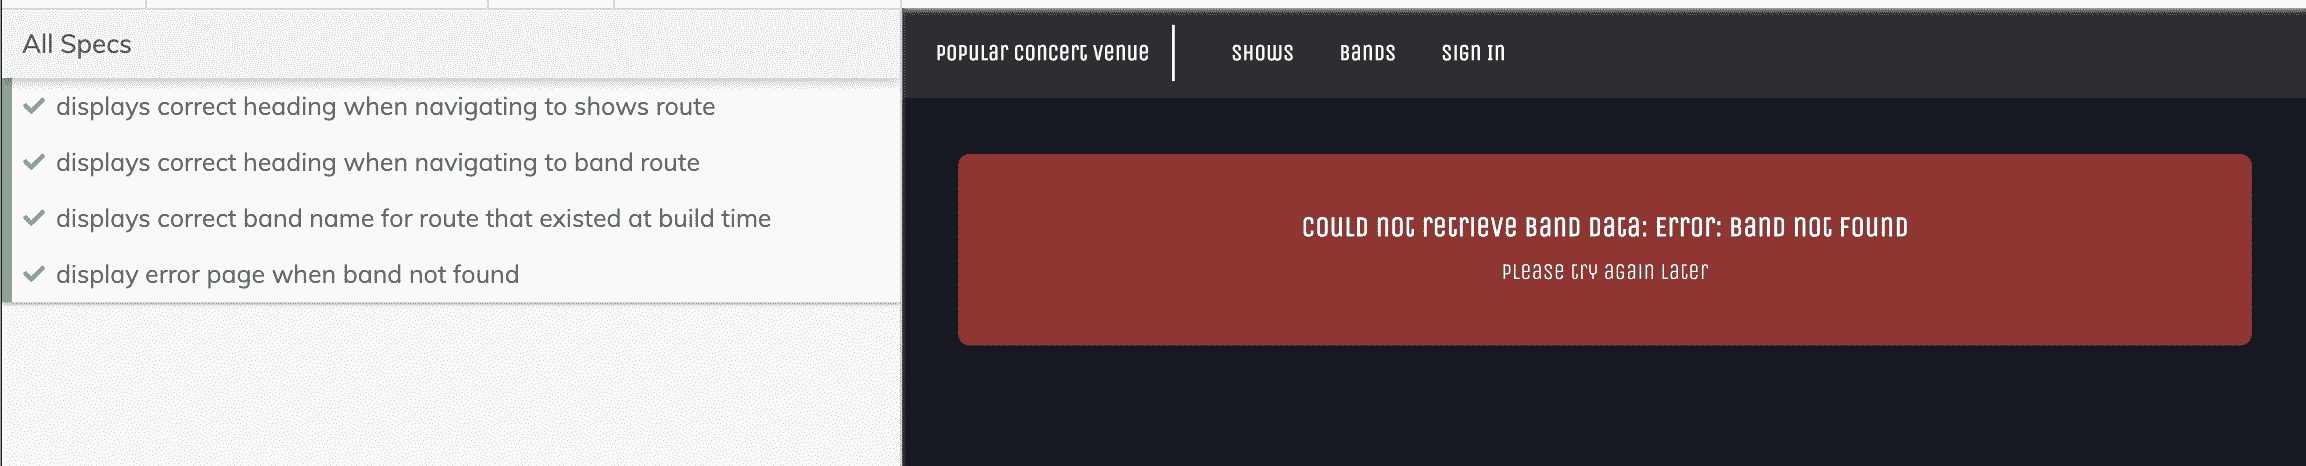 All Specs
displays correct heading when navigating to shows route
displays correct heading when navigating to band route
displays correct band name for route that existed at build time
display error page when band not found
Popular Concert Venue
Shows
Bands
Sign in
Could not retrieve band data: Error: Band not found
Please try again later